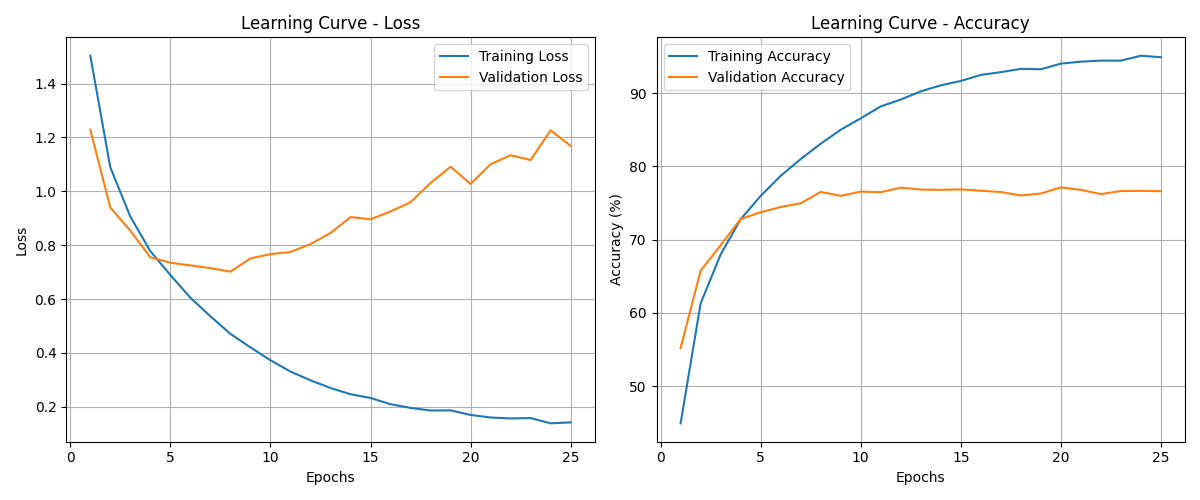 Learning Curve - Loss
Training Loss
Validation Loss
1.4
1.2
1.0
0.8
0.6
0.4
0.2
Loss
0 5 10 15 20 25
Epochs
Learning Curve - Accuracy
Training Accuracy
Validation Accuracy
90
80
70
60
50
Accuracy (%)
0 5 10 15 20 25
Epochs